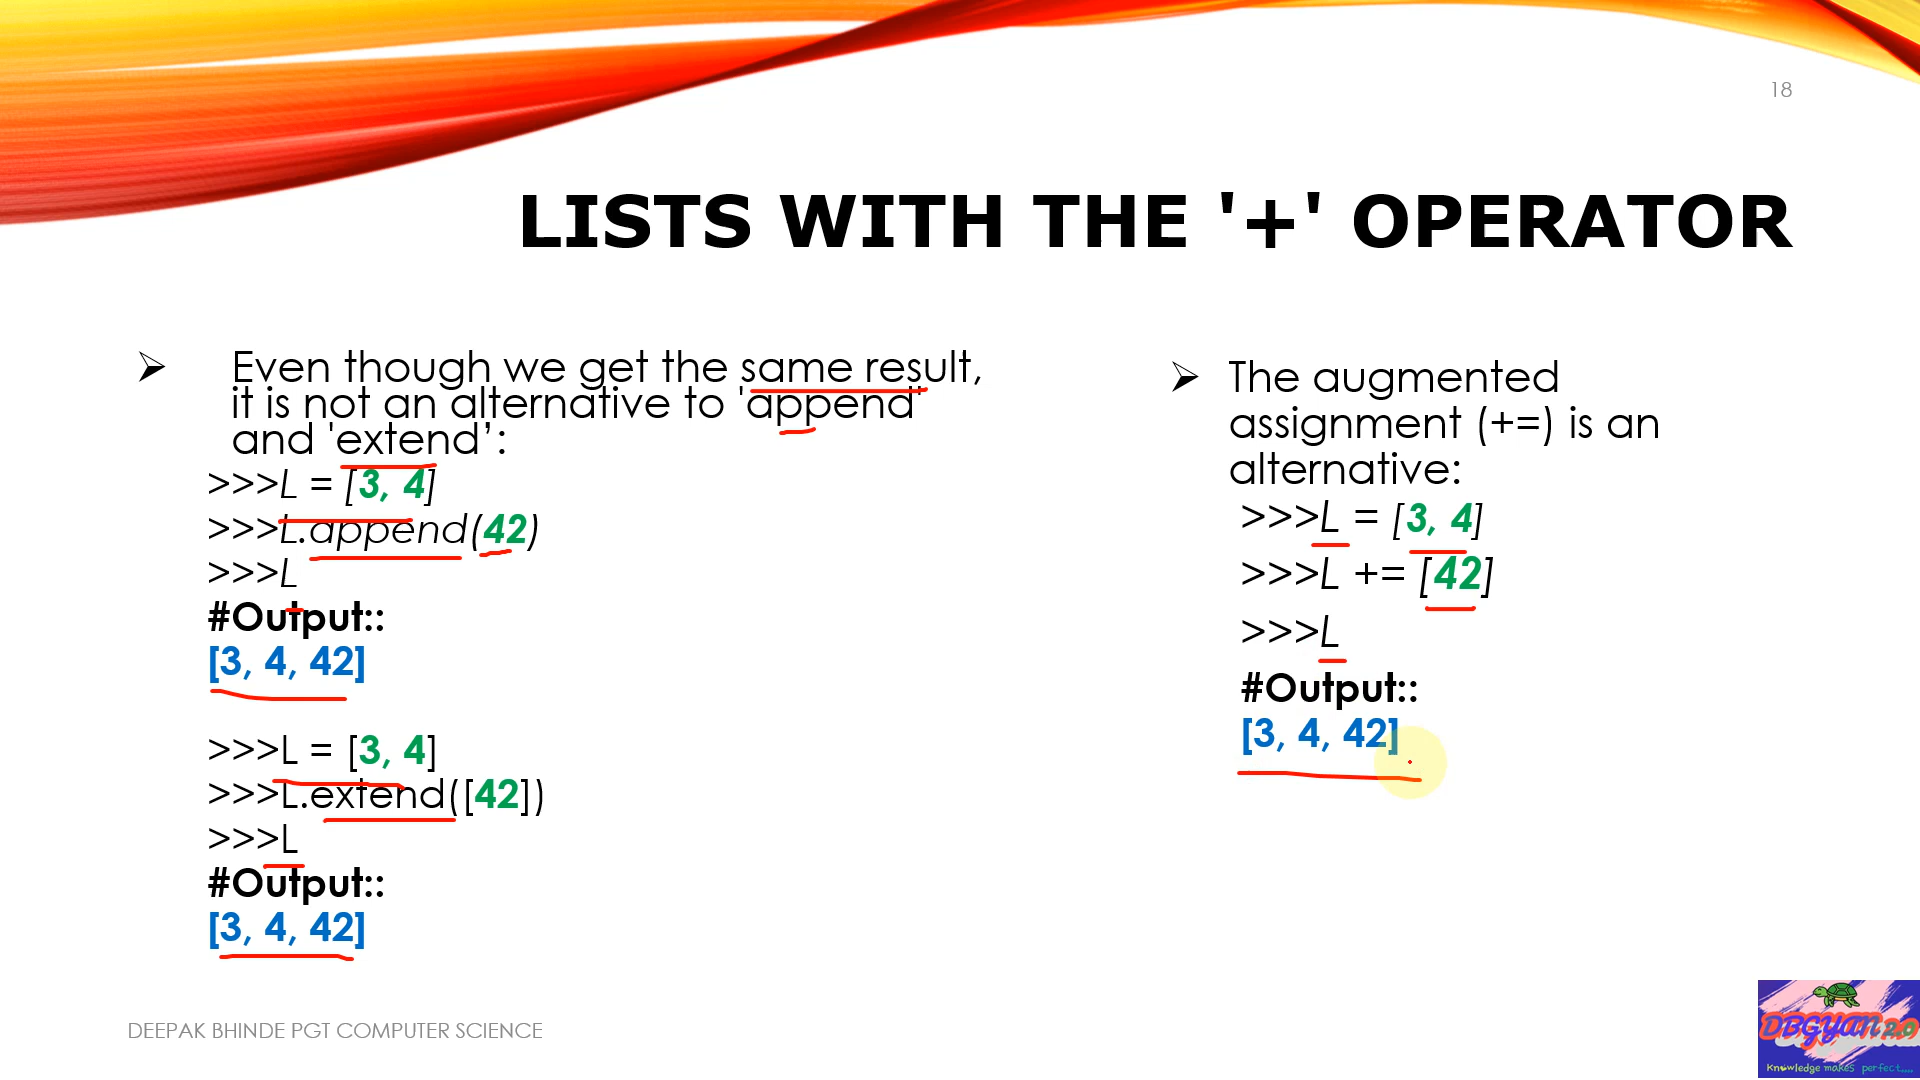 18
LISTS WITH THE '+' OPERATOR
Even though we get the same result,
it is not an alternative to 'append'
and 'extend’:
>>>L = [3, 4]
>>>L.append(42)
>>>L
#Output::
[3, 4, 42]
>>>L = [3, 4]
>>>L.extend([42])
>>>L
#Output::
[3, 4, 42]
The augmented
assignment (+=) is an
alternative:
>>>L = [3, 4]
>>>L += [42]
>>>L
#Output::
[3, 4, 42]
DEEPAK BHINDE PGT COMPUTER SCIENCE
DBGYAN 2.0
Knowledge makes perfect....